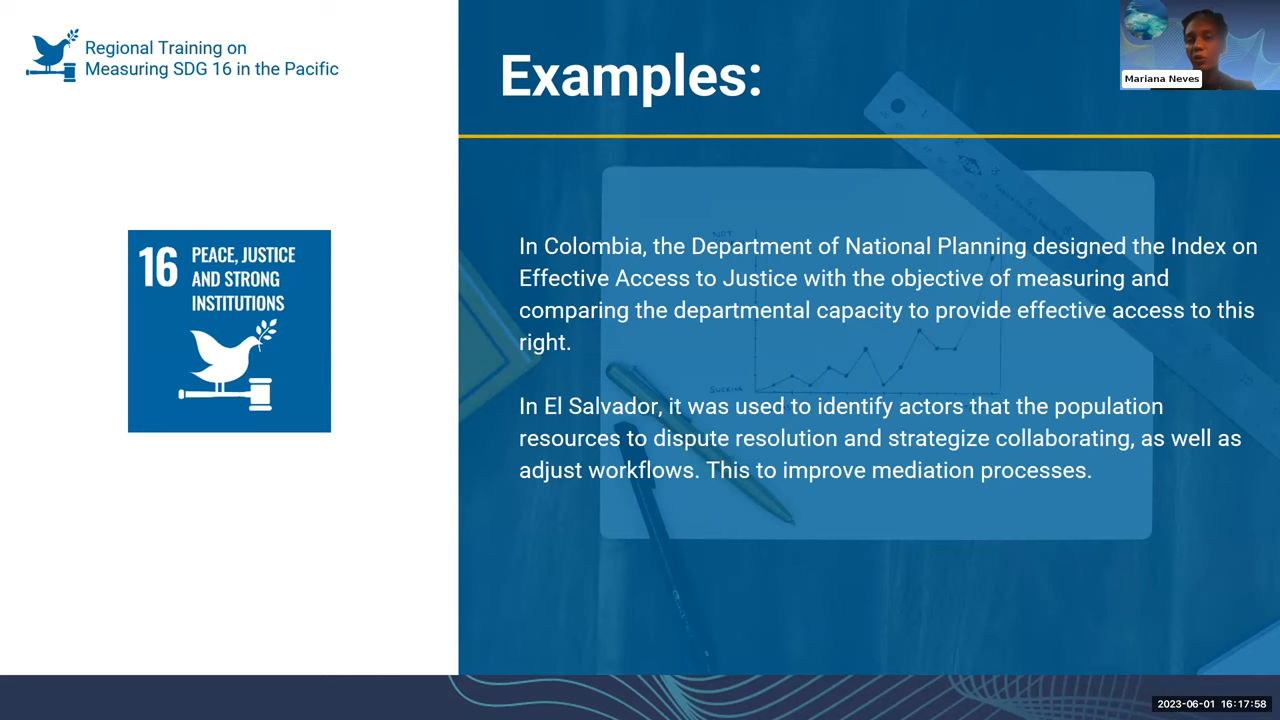 Regional Training on
Measuring SDG 16 in the Pacific
Examples:
Mariana Neves
16 PEACE, JUSTICE
AND STRONG
INSTITUTIONS
In Colombia, the Department of National Planning designed the Index on
Effective Access to Justice with the objective of measuring and
comparing the departmental capacity to provide effective access to this
right.
In El Salvador, it was used to identify actors that the population
resources to dispute resolution and strategize collaborating, as well as
adjust workflows. This to improve mediation processes.
2023-06-01 16:17:58